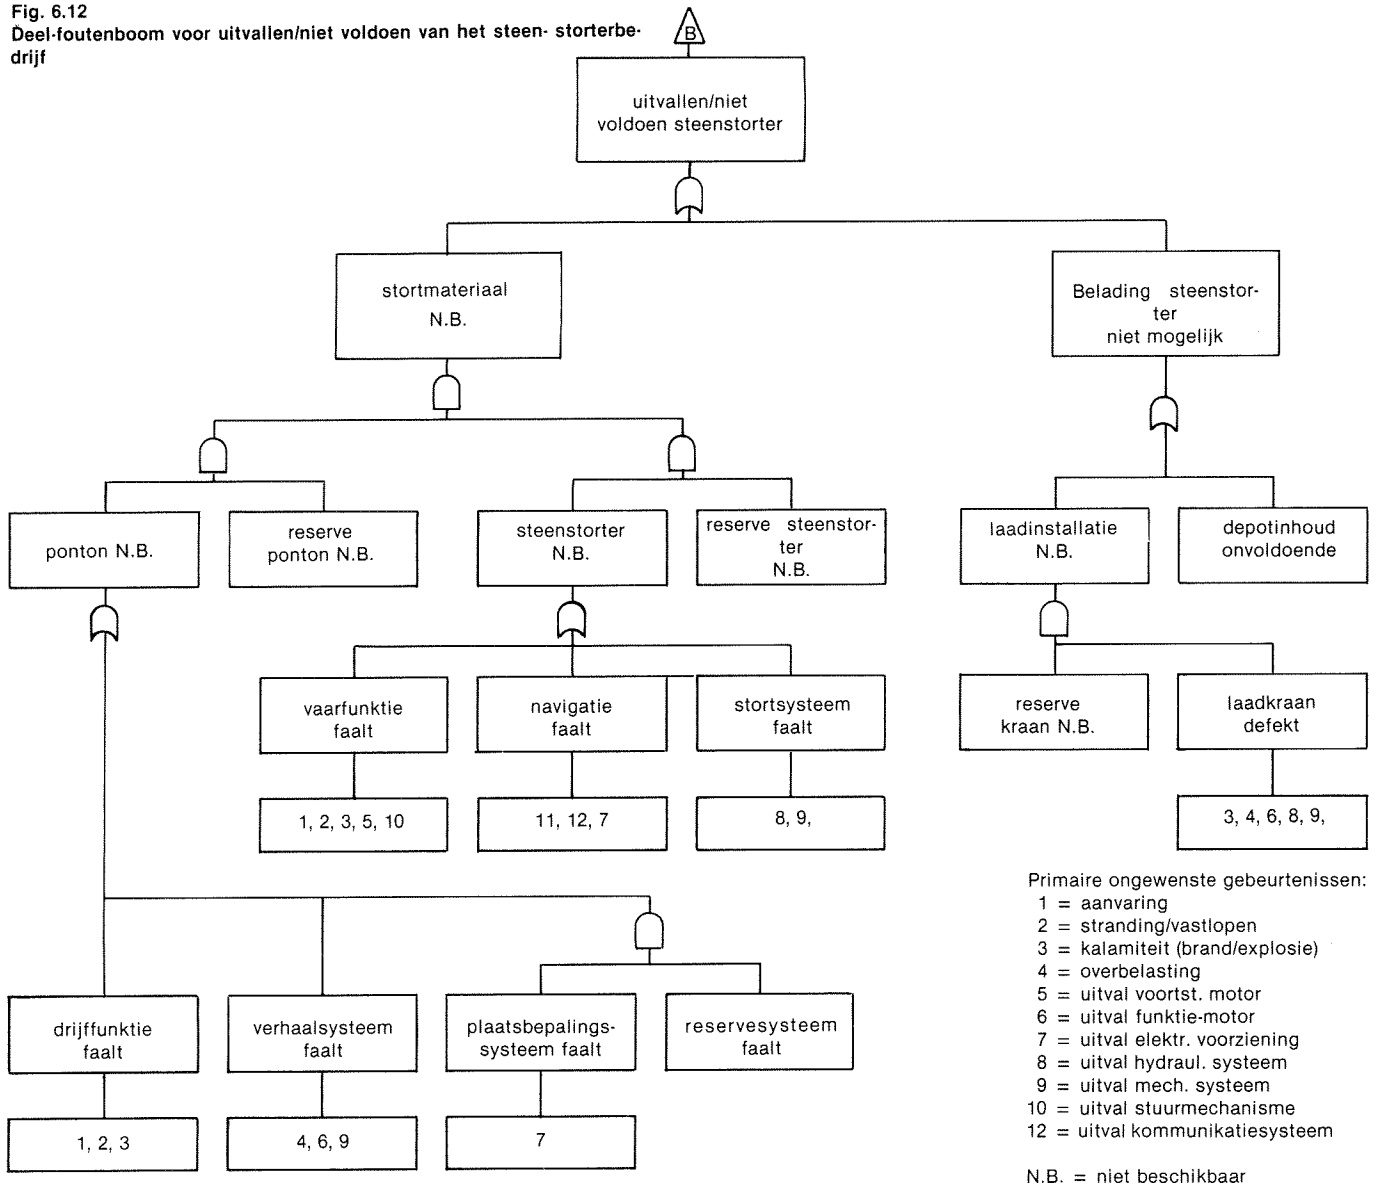 Fig. 6.12
Deel-foutenboom voor uitvallen/niet voldoen van het steen- storterbe-
drijf
B
uitvallen/niet
voldoen steenstorter
stortmateriaal
N.B.
Belading steenstor-
ter
niet mogelijk
ponton N.B.
reserve
ponton N.B.
steenstorter
N.B.
reserve steenstor-
ter
N.B.
laadinstallatie
N.B.
depotinhoud
onvoldoende
vaarfunktie
faalt
navigatie
faalt
stortsysteem
faalt
reserve
kraan N.B.
laadkraan
defekt
1, 2, 3, 5, 10
11, 12, 7
8, 9,
3, 4, 6, 8, 9,
drijffunktie
faalt
verhaalsysteem
faalt
plaatsbepalings-
systeem faalt
reservesysteem
faalt
1, 2, 3
4, 6, 9
7
Primaire ongewenste gebeurtenissen:
1 = aanvaring
2 = stranding/vastlopen
3 = kalamiteit (brand/explosie)
4 = overbelasting
5 = uitval voortst. motor
6 = uitval funktie-motor
7 = uitval elektr. voorziening
8 = uitval hydraul. systeem
9 = uitval mech. systeem
10 = uitval stuurmechanisme
12 = uitval kommunikatiesysteem
N.B. = niet beschikbaar